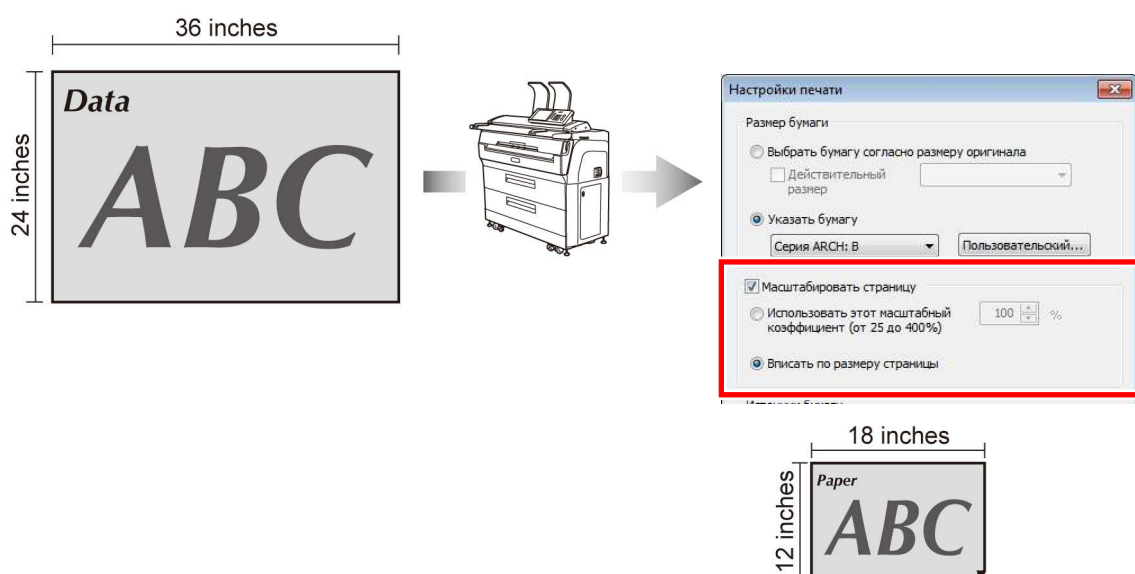 36 inches
24 inches
Data
ABC
Настройки печати
Размер бумаги
Выбрать бумагу согласно размеру оригинала
Действительный
размер
Указать бумагу
Серия ARCH: B
Пользовательский...
Масштабировать страницу
Использовать этот масштабный
коэффициент (от 25 до 400%)
100 %
Вписать по размеру страницы
18 inches
12 inches
Paper
ABC